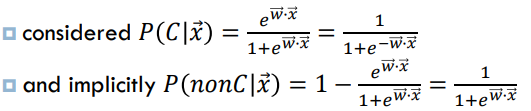 considered P(C|x⃗) = e^{w⃗·x⃗} / (1+e^{w⃗·x⃗}) = 1 / (1+e^{−w⃗·x⃗})
and implicitly P(nonC|x⃗) = 1 − e^{w⃗·x⃗} / (1+e^{w⃗·x⃗}) = 1 / (1+e^{w⃗·x⃗})